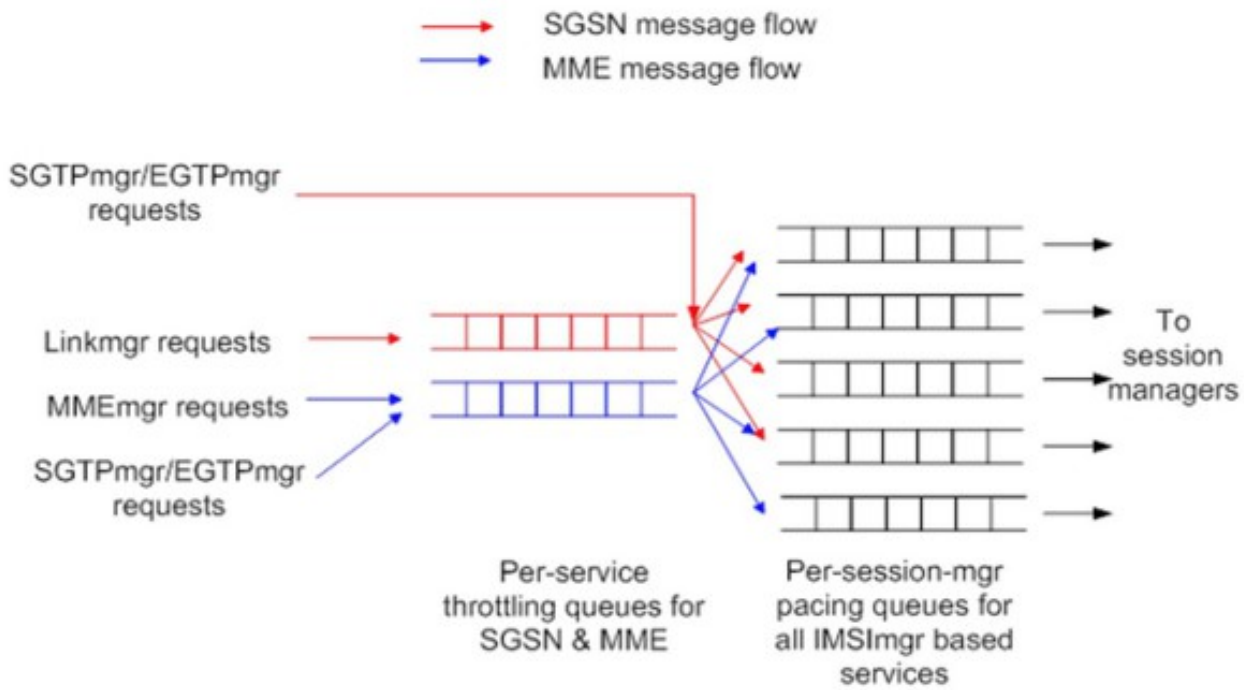 SGSN message flow
MME message flow
SGTPmgr/EGTPmgr
requests
Linkmgr requests
MMEmgr requests
SGTPmgr/EGTPmgr
requests
To
session
managers
Per-service
throttling queues for
SGSN & MME
Per-session-mgr
pacing queues for
all IMSImgr based
services